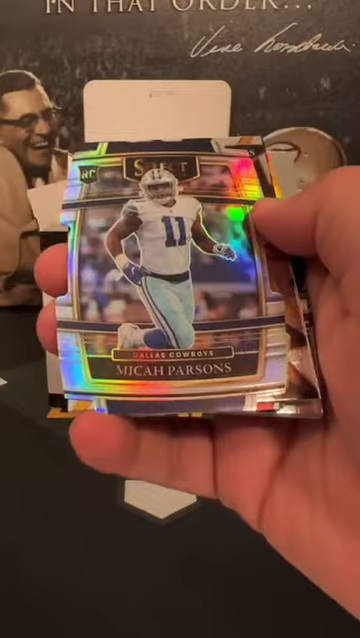 IN THAT ORDER...
Vince Lombardi
RC
SELECT
11
DALLAS COWBOYS
MICAH PARSONS